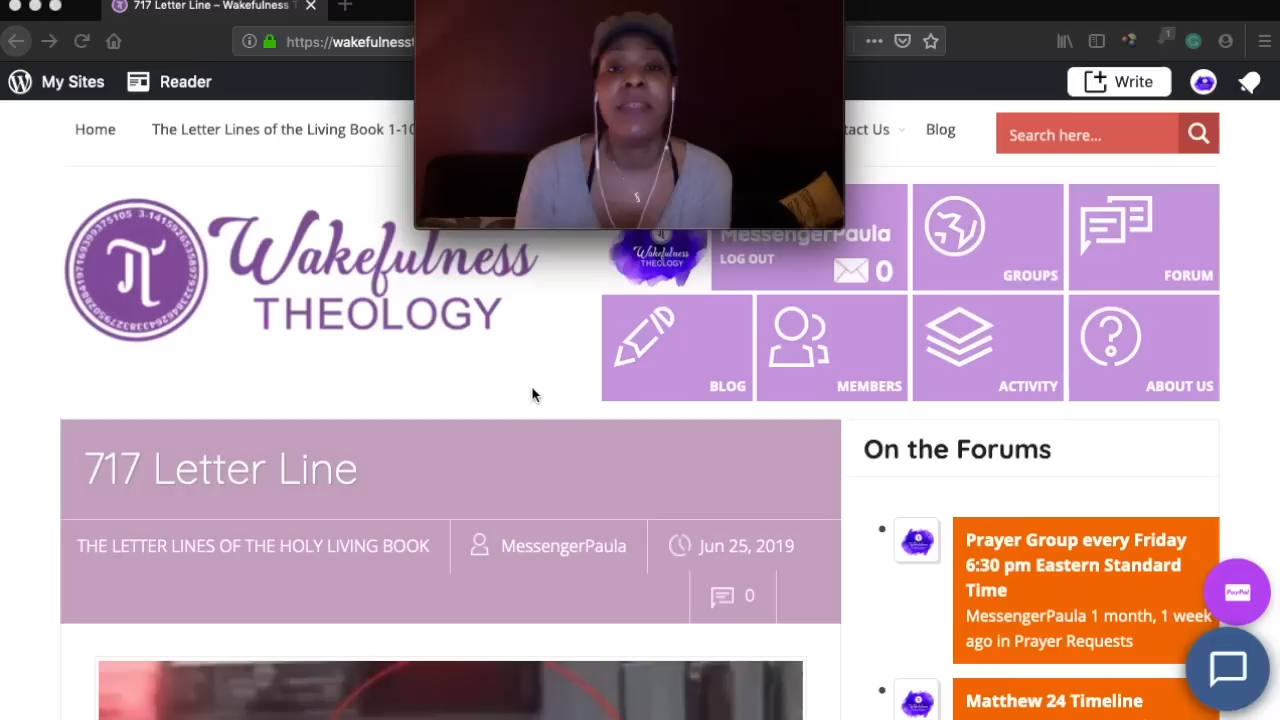 717 Letter Line – Wakefulness T
https://wakefulnesst
1
My Sites
Reader
Write
Home
The Letter Lines of the Living Book 1-10
tact Us
Blog
Search here...
Wakefulness
THEOLOGY
Wakefulness
THEOLOGY
MessengerPaula
LOG OUT
0
GROUPS
FORUM
BLOG
MEMBERS
ACTIVITY
ABOUT US
717 Letter Line
THE LETTER LINES OF THE HOLY LIVING BOOK
MessengerPaula
Jun 25, 2019
0
On the Forums
Prayer Group every Friday
6:30 pm Eastern Standard
Time
MessengerPaula 1 month, 1 week
ago in Prayer Requests
PayPal
Matthew 24 Timeline